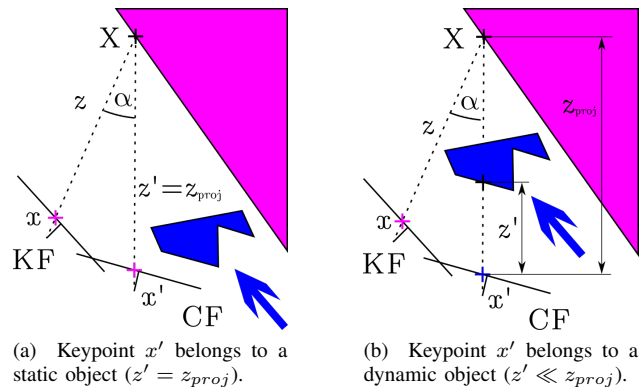 X
α
z
z'=z_proj
x
KF
x'
CF
(a) Keypoint x′ belongs to a
static object (z′ = z_proj).
X
α
z
z_proj
x
z'
KF
x'
CF
(b) Keypoint x′ belongs to a
dynamic object (z′ ≪ z_proj).